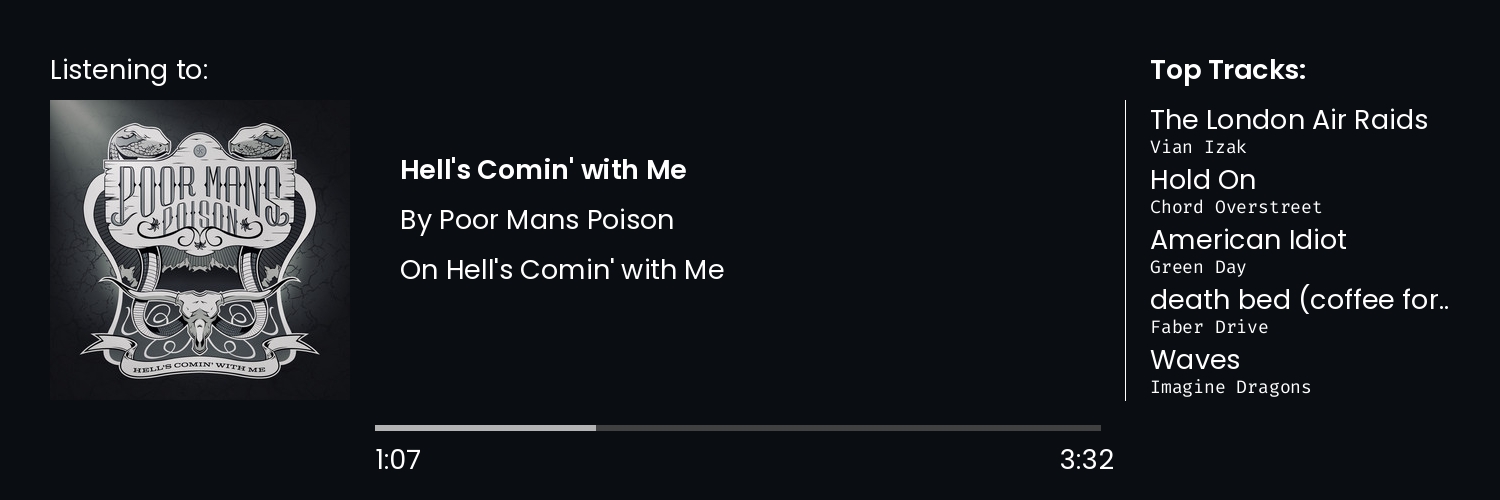 Listening to:
POOR MANS
POISON
HELL'S COMIN' WITH ME
Hell's Comin' with Me
By Poor Mans Poison
On Hell's Comin' with Me
1:07
3:32
Top Tracks:
The London Air Raids
Vian Izak
Hold On
Chord Overstreet
American Idiot
Green Day
death bed (coffee for..
Faber Drive
Waves
Imagine Dragons